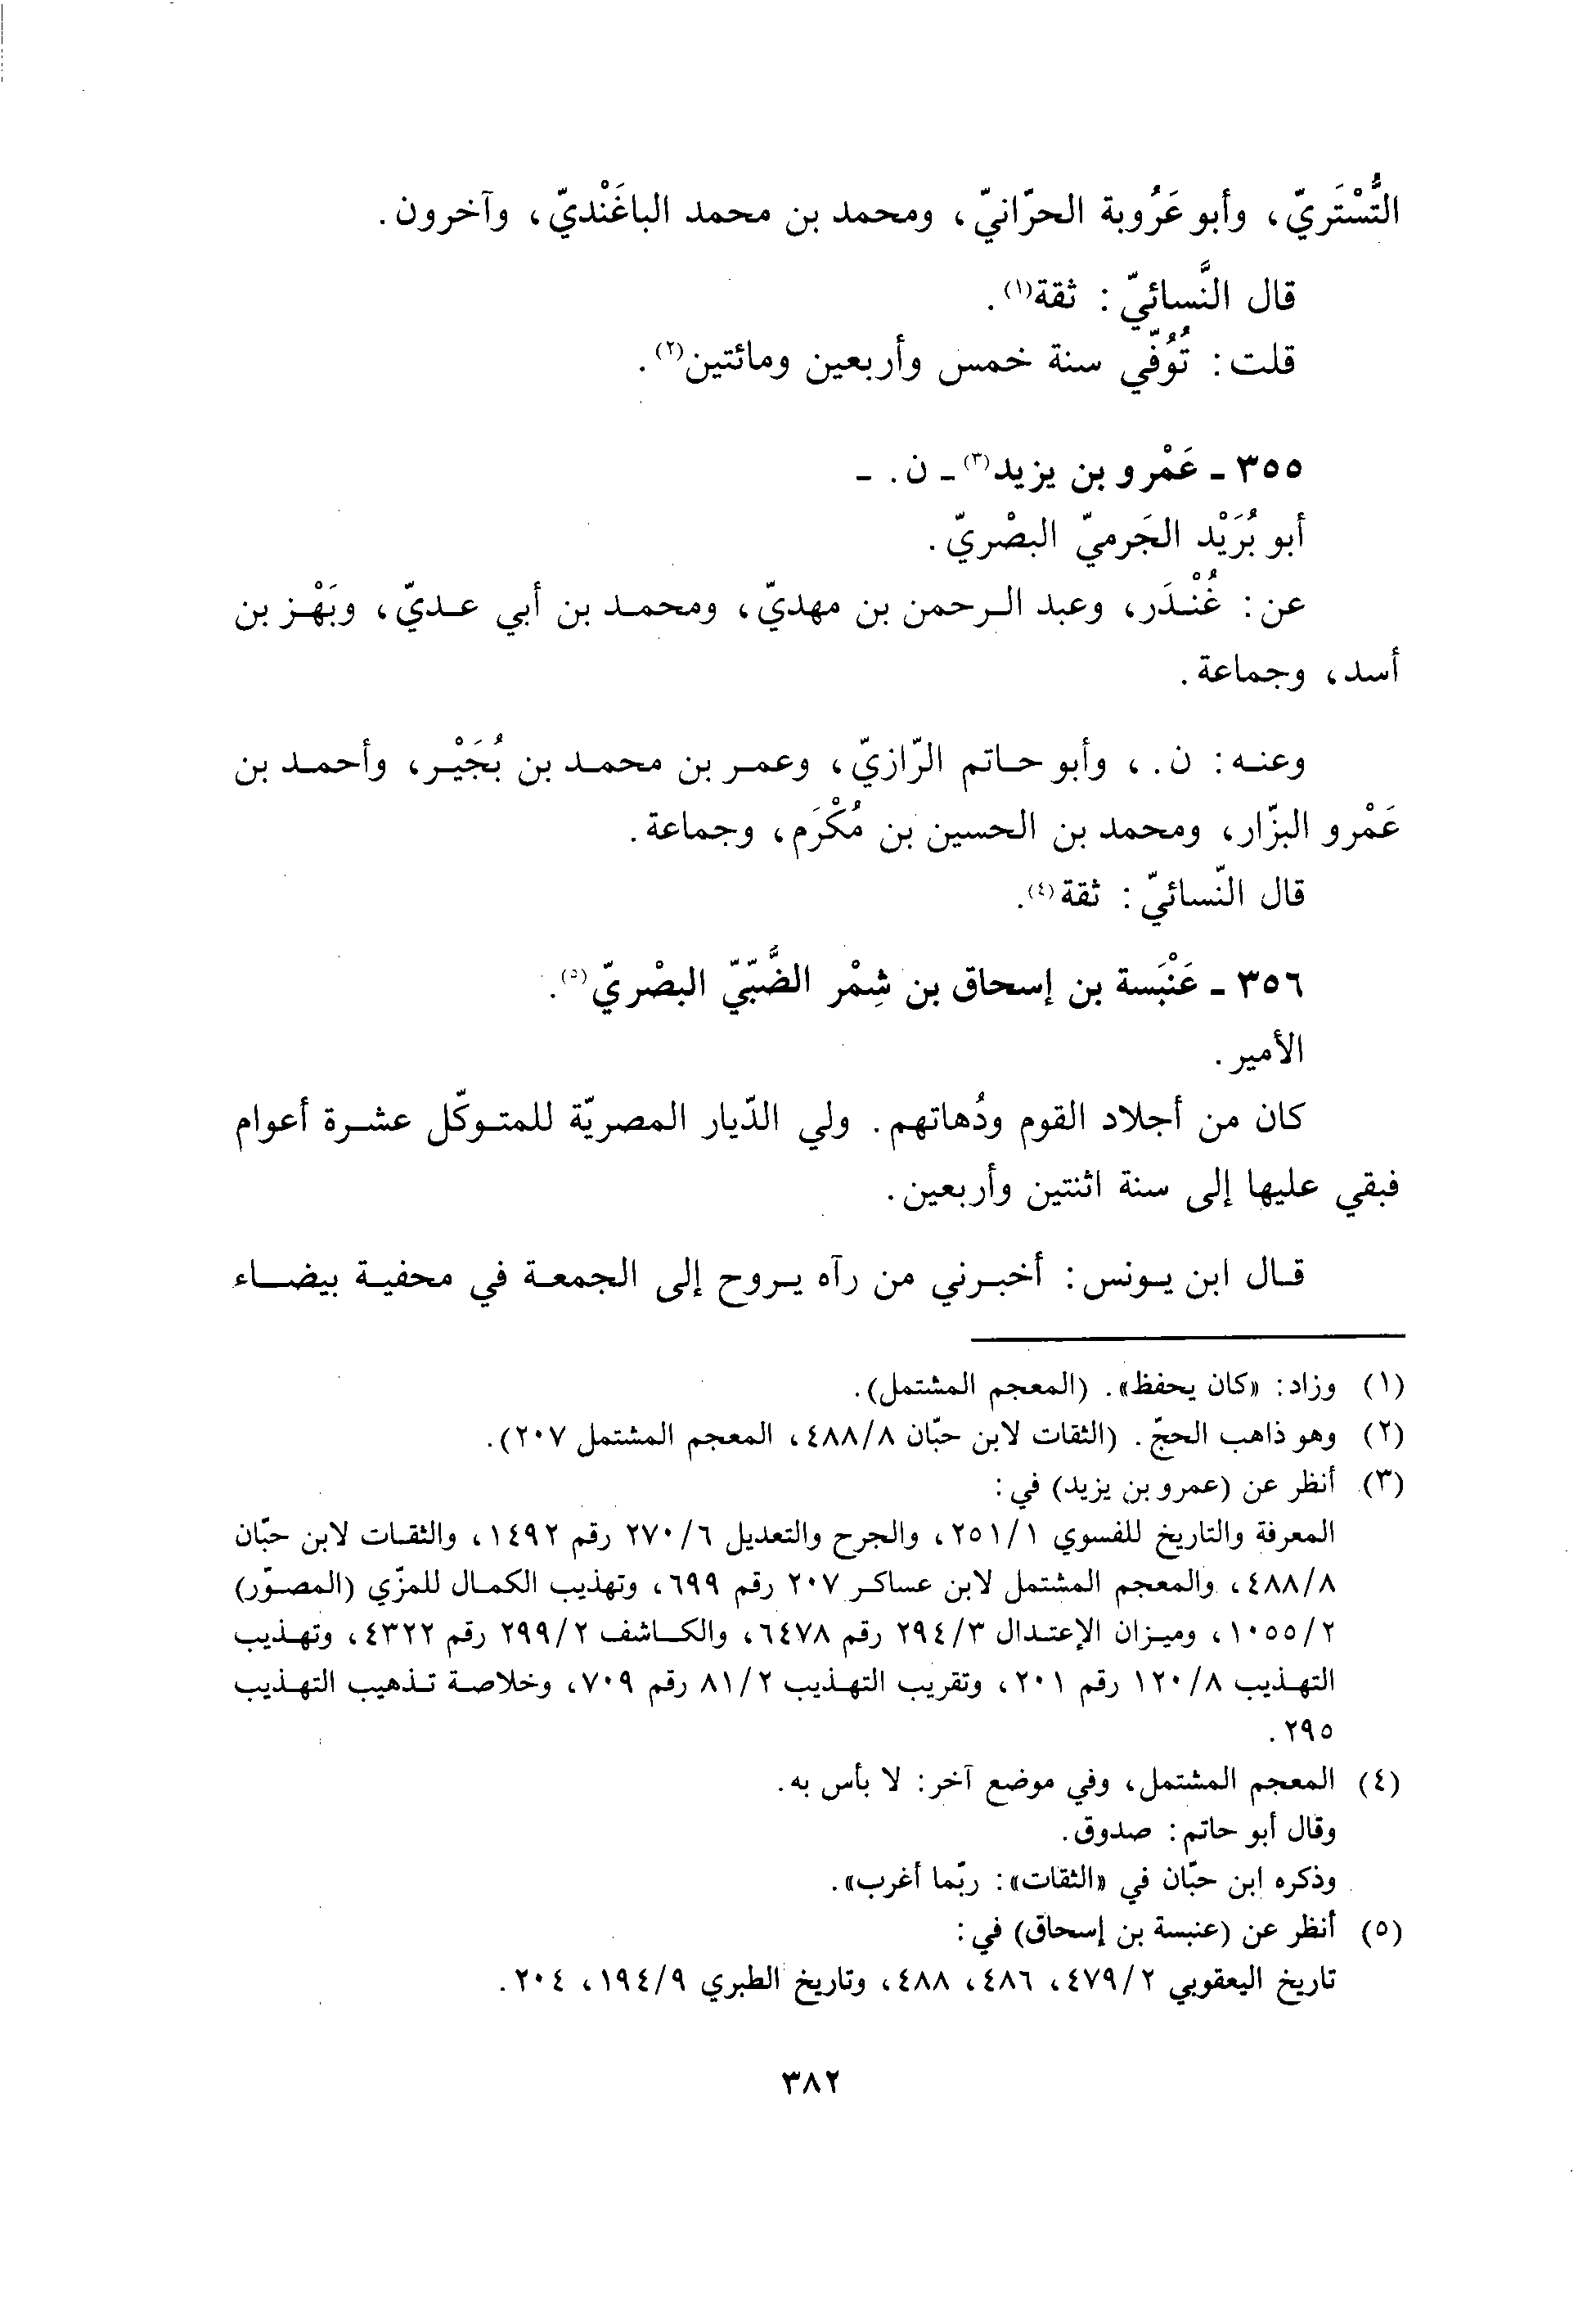 التُّسْتَريّ، وأبو عَرُوبة الحرّانيّ، ومحمد بن محمد الباغَنْديّ، وآخرون.
قال النَّسائيّ: ثقة(١).
قلت: تُوُفّي سنة خمس وأربعين ومائتين(٢).
٣٥٥ - عَمْرو بن يزيد(٣) - ن. -
أبو بُرَيْد الجَرميّ البصْريّ.
عن: غُنْدَر، وعبد الرحمن بن مهديّ، ومحمد بن أبي عديّ، وبَهْز بن
أسد، وجماعة.
وعنه: ن.، وأبو حاتم الرّازيّ، وعمر بن محمد بن بُجَيْر، وأحمد بن
عَمْرو البزّار، ومحمد بن الحسين بن مُكْرَم، وجماعة.
قال النّسائيّ: ثقة(٤).
٣٥٦ - عَنْبَسة بن إسحاق بن شِمْر الضَّبّيّ البصْريّ(٥).
الأمير.
كان من أجلاد القوم ودُهاتهم. ولي الدّيار المصريّة للمتوكّل عشرة أعوام
فبقي عليها إلى سنة اثنتين وأربعين.
قال ابن يونس: أخبرني من رآه يروح إلى الجمعة في محفية بيضاء
(١) وزاد: «كان يحفظ». (المعجم المشتمل).
(٢) وهو ذاهب الحجّ. (الثقات لابن حبّان ٤٨٨/٨، المعجم المشتمل ٢٠٧).
(٣) أنظر عن (عمرو بن يزيد) في:
المعرفة والتاريخ للفسوي ٢٥١/١، والجرح والتعديل ٢٧٠/٦ رقم ١٤٩٢، والثقات لابن حبّان
٤٨٨/٨، والمعجم المشتمل لابن عساكر ٢٠٧ رقم ٦٩٩، وتهذيب الكمال للمزّي (المصوّر)
١٠٥٥/٢، وميزان الإعتدال ٢٩٤/٣ رقم ٦٤٧٨، والكاشف ٢٩٩/٢ رقم ٤٣٢٢، وتهذيب
التهذيب ١٢٠/٨ رقم ٢٠١، وتقريب التهذيب ٨١/٢ رقم ٧٠٩، وخلاصة تذهيب التهذيب
٢٩٥.
(٤) المعجم المشتمل، وفي موضع آخر: لا بأس به.
وقال أبو حاتم: صدوق.
وذكره ابن حبّان في «الثقات»: ربّما أغرب».
(٥) أنظر عن (عنبسة بن إسحاق) في:
تاريخ اليعقوبي ٤٧٩/٢، ٤٨٦، ٤٨٨، وتاريخ الطبري ١٩٤/٩، ٢٠٤.
٣٨٢